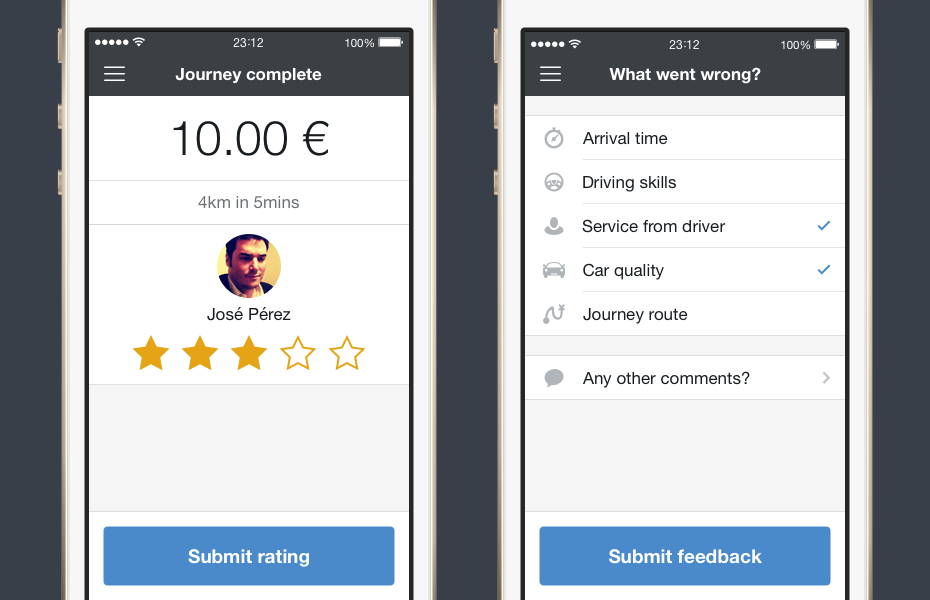 23:12
100%
Journey complete
10.00 €
4km in 5mins
José Pérez
Submit rating
23:12
100%
What went wrong?
Arrival time
Driving skills
Service from driver
Car quality
Journey route
Any other comments?
Submit feedback